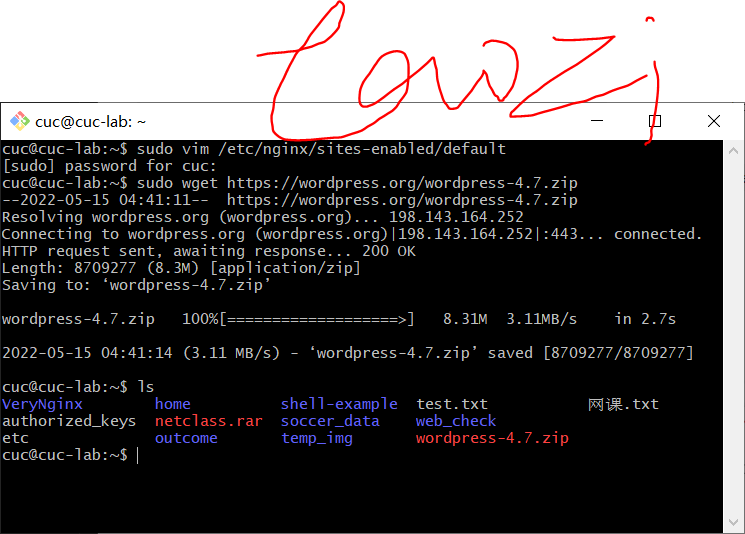 taozi
cuc@cuc-lab: ~
cuc@cuc-lab:~$ sudo vim /etc/nginx/sites-enabled/default
[sudo] password for cuc:
cuc@cuc-lab:~$ sudo wget https://wordpress.org/wordpress-4.7.zip
--2022-05-15 04:41:11--  https://wordpress.org/wordpress-4.7.zip
Resolving wordpress.org (wordpress.org)... 198.143.164.252
Connecting to wordpress.org (wordpress.org)|198.143.164.252|:443... connected.
HTTP request sent, awaiting response... 200 OK
Length: 8709277 (8.3M) [application/zip]
Saving to: ‘wordpress-4.7.zip’
wordpress-4.7.zip   100%[===================>]   8.31M  3.11MB/s    in 2.7s
2022-05-15 04:41:14 (3.11 MB/s) - ‘wordpress-4.7.zip’ saved [8709277/8709277]
cuc@cuc-lab:~$ ls
VeryNginx        home          shell-example  test.txt           网课.txt
authorized_keys  netclass.rar  soccer_data    web_check
etc              outcome       temp_img       wordpress-4.7.zip
cuc@cuc-lab:~$